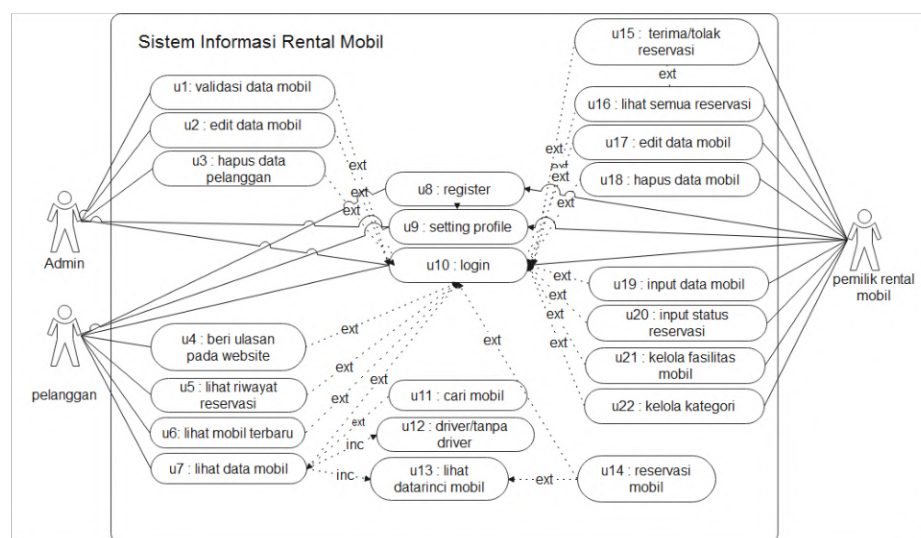 Sistem Informasi Rental Mobil
u1: validasi data mobil
u2 : edit data mobil
u3 : hapus data
pelanggan
ext
ext
ext
Admin
pelanggan
u8 : register
u9 : setting profile
u10 : login
u15 : terima/tolak
reservasi
ext
u16 : lihat semua reservasi
u17 : edit data mobil
u18 : hapus data mobil
ext
ext
ext
ext
pemilik rental
mobil
u19 : input data mobil
u20 : input status
reservasi
u21 : kelola fasilitas
mobil
u22 : kelola kategori
ext
ext
ext
ext
u4 : beri ulasan
pada website
u5 : lihat riwayat
reservasi
u6: lihat mobil terbaru
u7 : lihat data mobil
ext
ext
ext
ext
ext
ext
u11 : cari mobil
u12 : driver/tanpa
driver
u13 : lihat
datarinci mobil
inc
inc
ext
u14 : reservasi
mobil